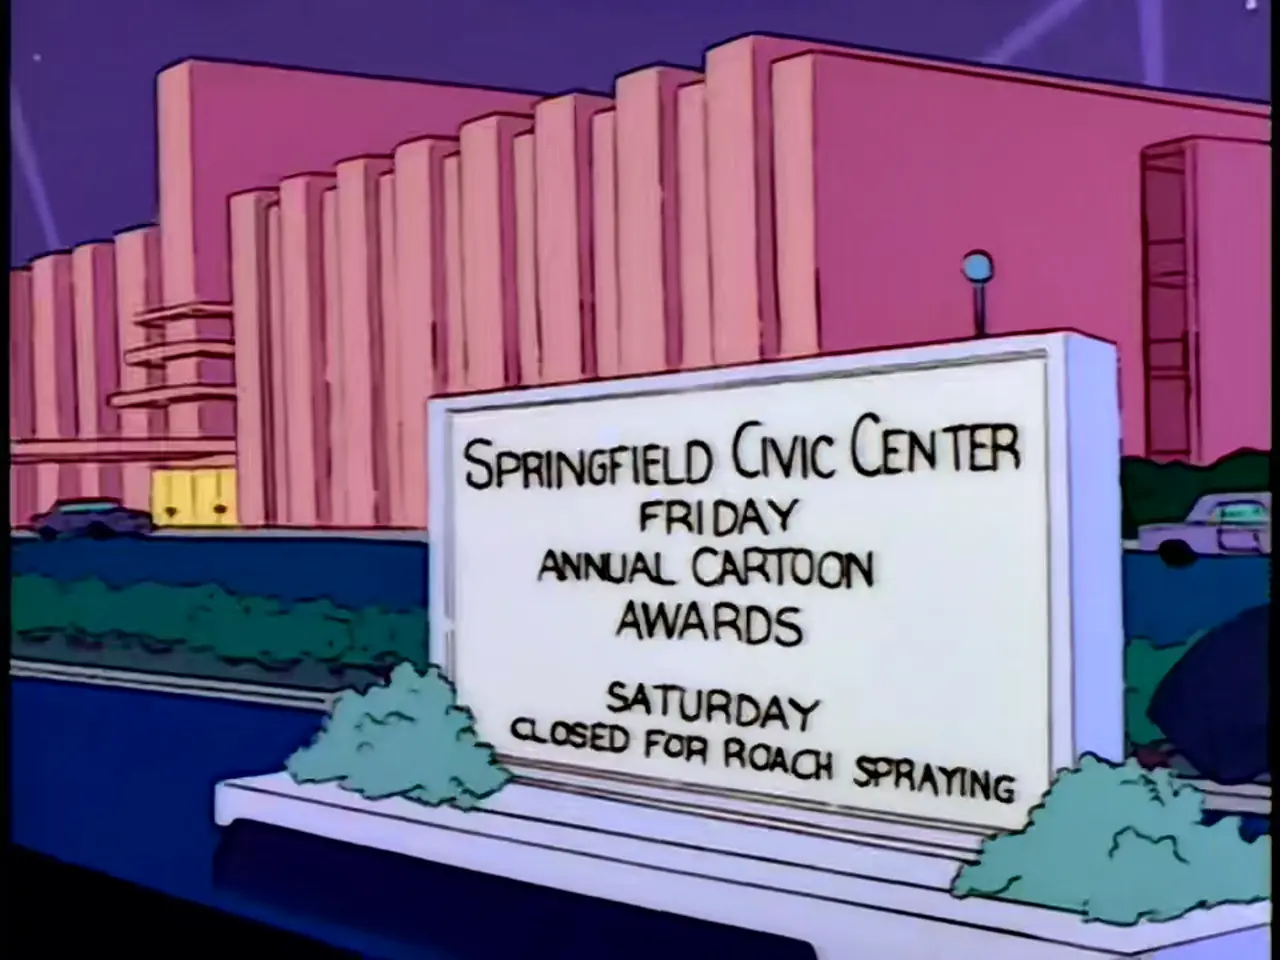 SPRINGFIELD CIVIC CENTER
FRIDAY
ANNUAL CARTOON
AWARDS
SATURDAY
CLOSED FOR ROACH SPRAYING